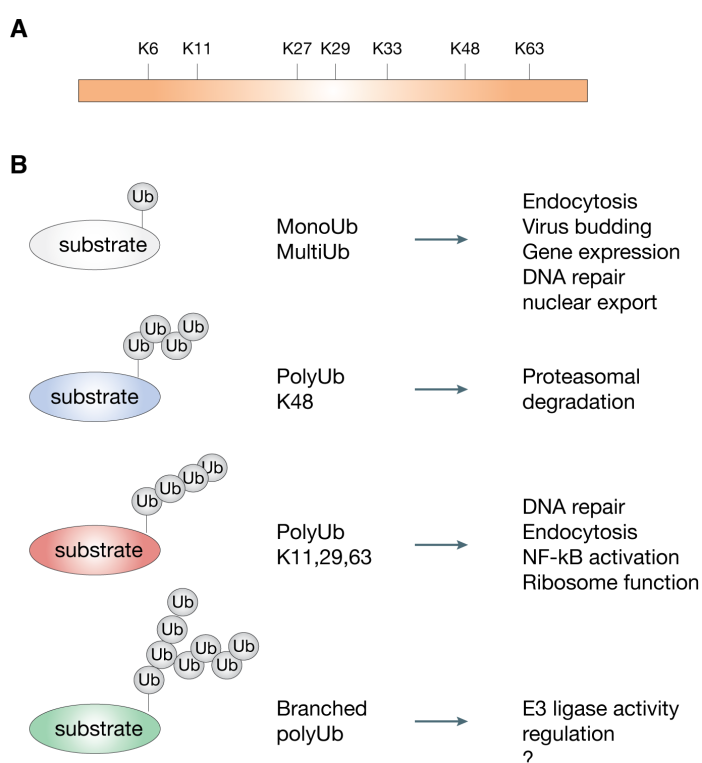 A
K6 K11 K27 K29 K33 K48 K63
B
Ub
substrate
MonoUb
MultiUb
Endocytosis
Virus budding
Gene expression
DNA repair
nuclear export
Ub Ub Ub Ub
substrate
PolyUb
K48
Proteasomal
degradation
Ub Ub Ub Ub
substrate
PolyUb
K11,29,63
DNA repair
Endocytosis
NF-kB activation
Ribosome function
Ub
Ub
Ub Ub Ub Ub Ub
Ub
substrate
Branched
polyUb
E3 ligase activity
regulation
?